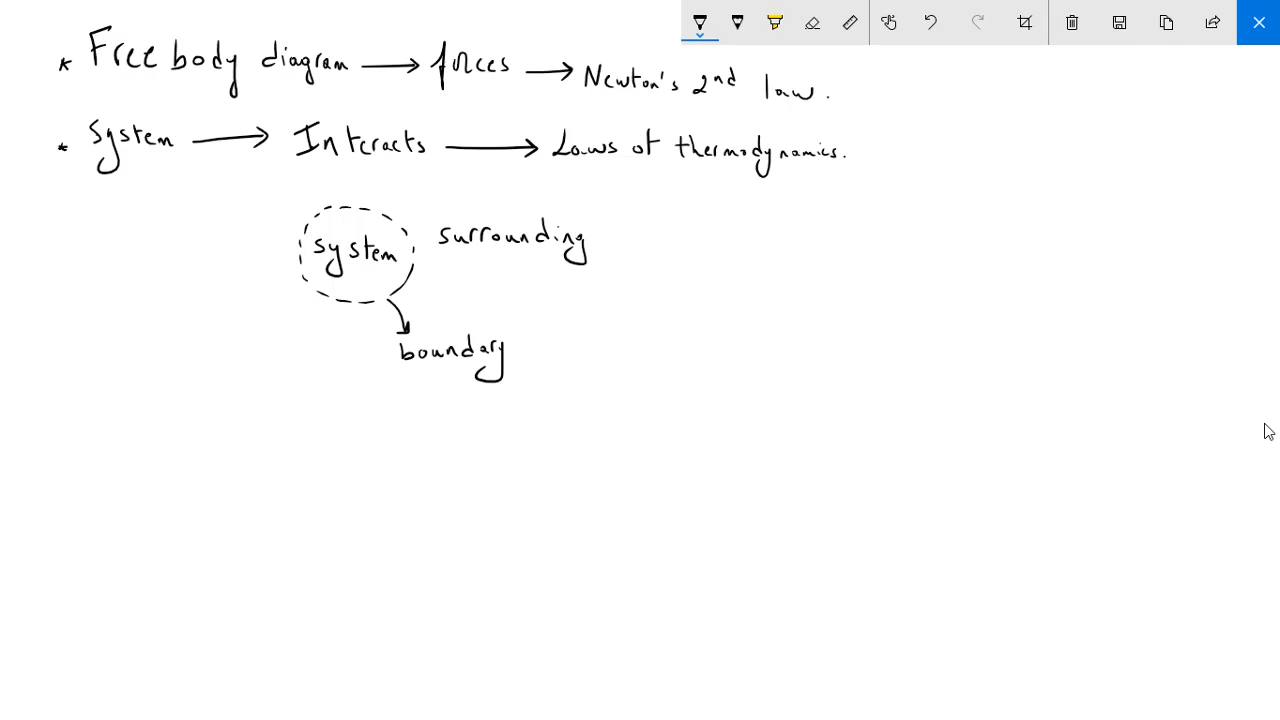 * Free body diagram → forces → Newton's 2nd law.
* System → Interacts → Laws of thermodynamics.
system surrounding
boundary